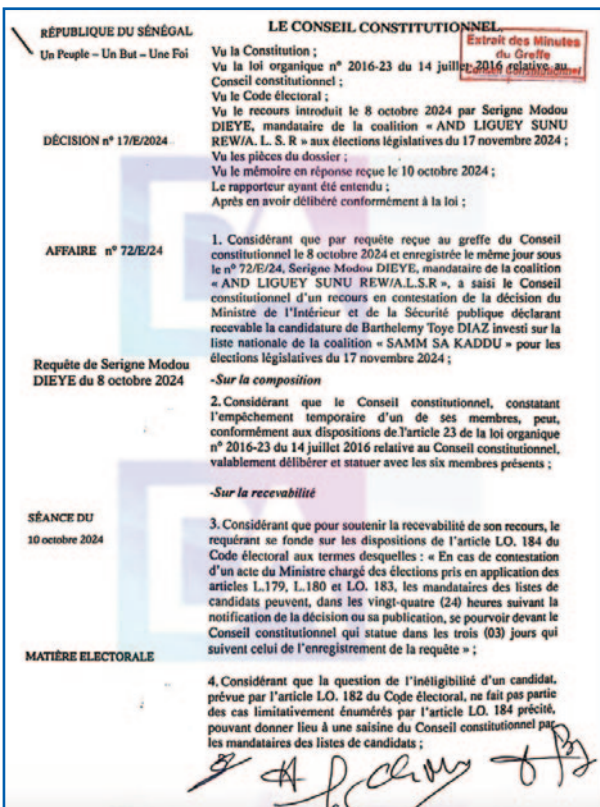 RÉPUBLIQUE DU SÉNÉGAL
Un Peuple – Un But – Une Foi
DÉCISION n° 17/E/2024
AFFAIRE n° 72/E/24
Requête de Serigne Modou
DIEYE du 8 octobre 2024
SÉANCE DU
10 octobre 2024
MATIÈRE ELECTORALE
LE CONSEIL CONSTITUTIONNEL
Extrait des Minutes
du Greffe
Conseil Constitutionnel
Vu la Constitution ;
Vu la loi organique n° 2016-23 du 14 juillet 2016 relative au
Conseil constitutionnel ;
Vu le Code électoral ;
Vu le recours introduit le 8 octobre 2024 par Serigne Modou
DIEYE, mandataire de la coalition « AND LIGUEY SUNU
REW/A. L. S. R » aux élections législatives du 17 novembre 2024 ;
Vu les pièces du dossier ;
Vu le mémoire en réponse reçue le 10 octobre 2024 ;
Le rapporteur ayant été entendu ;
Après en avoir délibéré conformément à la loi ;
1. Considérant que par requête reçue au greffe du Conseil
constitutionnel le 8 octobre 2024 et enregistrée le même jour sous
le n° 72/E/24, Serigne Modou DIEYE, mandataire de la coalition
« AND LIGUEY SUNU REW/A.L.S.R », a saisi le Conseil
constitutionnel d'un recours en contestation de la décision du
Ministre de l'Intérieur et de la Sécurité publique déclarant
recevable la candidature de Barthelemy Toye DIAZ investi sur la
liste nationale de la coalition « SAMM SA KADDU » pour les
élections législatives du 17 novembre 2024 ;
-Sur la composition
2. Considérant que le Conseil constitutionnel, constatant
l'empêchement temporaire d'un de ses membres, peut,
conformément aux dispositions de l'article 23 de la loi organique
n° 2016-23 du 14 juillet 2016 relative au Conseil constitutionnel,
valablement délibérer et statuer avec les six membres présents ;
-Sur la recevabilité
3. Considérant que pour soutenir la recevabilité de son recours, le
requérant se fonde sur les dispositions de l'article LO. 184 du
Code électoral aux termes desquelles : « En cas de contestation
d'un acte du Ministre chargé des élections pris en application des
articles L.179, L.180 et LO. 183, les mandataires des listes de
candidats peuvent, dans les vingt-quatre (24) heures suivant la
notification de la décision ou sa publication, se pourvoir devant le
Conseil constitutionnel qui statue dans les trois (03) jours qui
suivent celui de l'enregistrement de la requête » ;
4. Considérant que la question de l'inéligibilité d'un candidat,
prévue par l'article LO. 182 du Code électoral, ne fait pas partie
des cas limitativement énumérés par l'article LO. 184 précité,
pouvant donner lieu à une saisine du Conseil constitutionnel par
les mandataires des listes de candidats ;